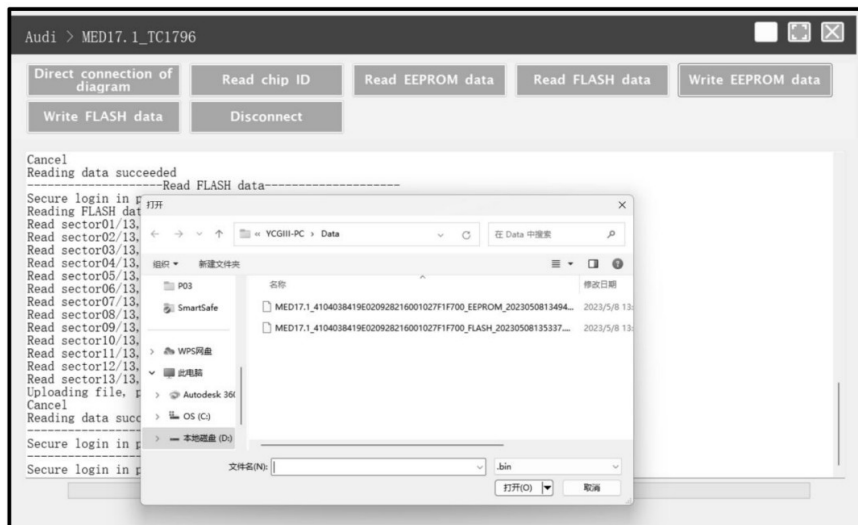 Audi > MED17.1_TC1796
Direct connection of
diagram
Read chip ID
Read EEPROM data
Read FLASH data
Write EEPROM data
Write FLASH data
Disconnect
Cancel
Reading data succeeded
--------------------Read FLASH data--------------------
Secure login in p
Reading FLASH dat
Read sector01/13,
Read sector02/13,
Read sector03/13,
Read sector04/13,
Read sector05/13,
Read sector06/13,
Read sector07/13,
Read sector08/13,
Read sector09/13,
Read sector10/13,
Read sector11/13,
Read sector12/13,
Read sector13/13,
Uploading file, p
Cancel
Reading data succ
Secure login in p
Secure login in p
打开
« YCGIII-PC > Data
在 Data 中搜索
组织
新建文件夹
P03
SmartSafe
WPS网盘
此电脑
Autodesk 36
OS (C:)
本地磁盘 (D:)
名称
修改日期
MED17.1_4104038419E020928216001027F1F700_EEPROM_202305081349​4... 2023/5/8 13:
MED17.1_4104038419E020928216001027F1F700_FLASH_20230508135337.... 2023/5/8 13:
文件名(N):
.bin
打开(O)
取消